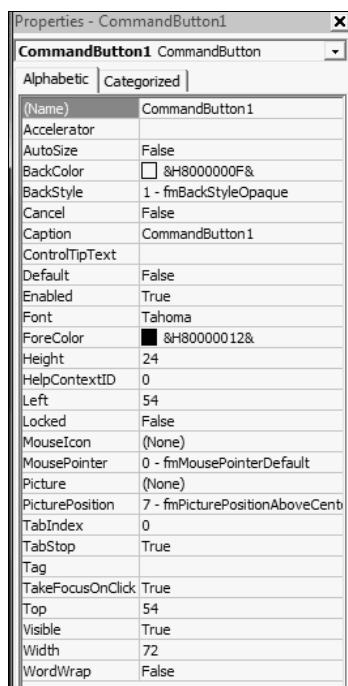 Properties - CommandButton1
CommandButton1 CommandButton
Alphabetic Categorized
(Name) CommandButton1
Accelerator
AutoSize False
BackColor &H8000000F&
BackStyle 1 - fmBackStyleOpaque
Cancel False
Caption CommandButton1
ControlTipText
Default False
Enabled True
Font Tahoma
ForeColor &H80000012&
Height 24
HelpContextID 0
Left 54
Locked False
MouseIcon (None)
MousePointer 0 - fmMousePointerDefault
Picture (None)
PicturePosition 7 - fmPicturePositionAboveCent
TabIndex 0
TabStop True
Tag
TakeFocusOnClick True
Top 54
Visible True
Width 72
WordWrap False